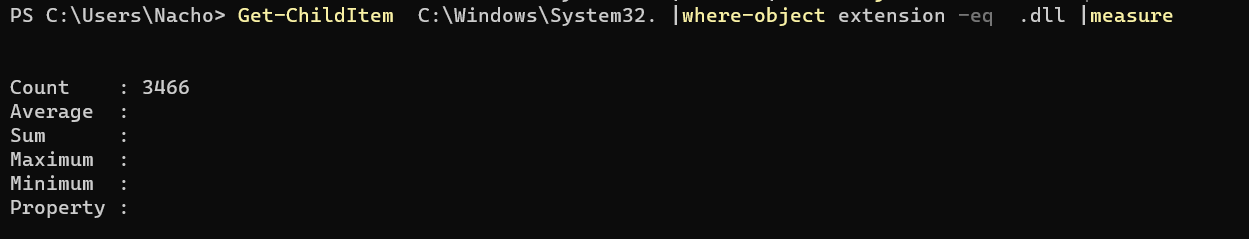 PS C:\Users\Nacho> Get-ChildItem  C:\Windows\System32. |where-object extension -eq  .dll |measure
Count    : 3466
Average  :
Sum      :
Maximum  :
Minimum  :
Property :